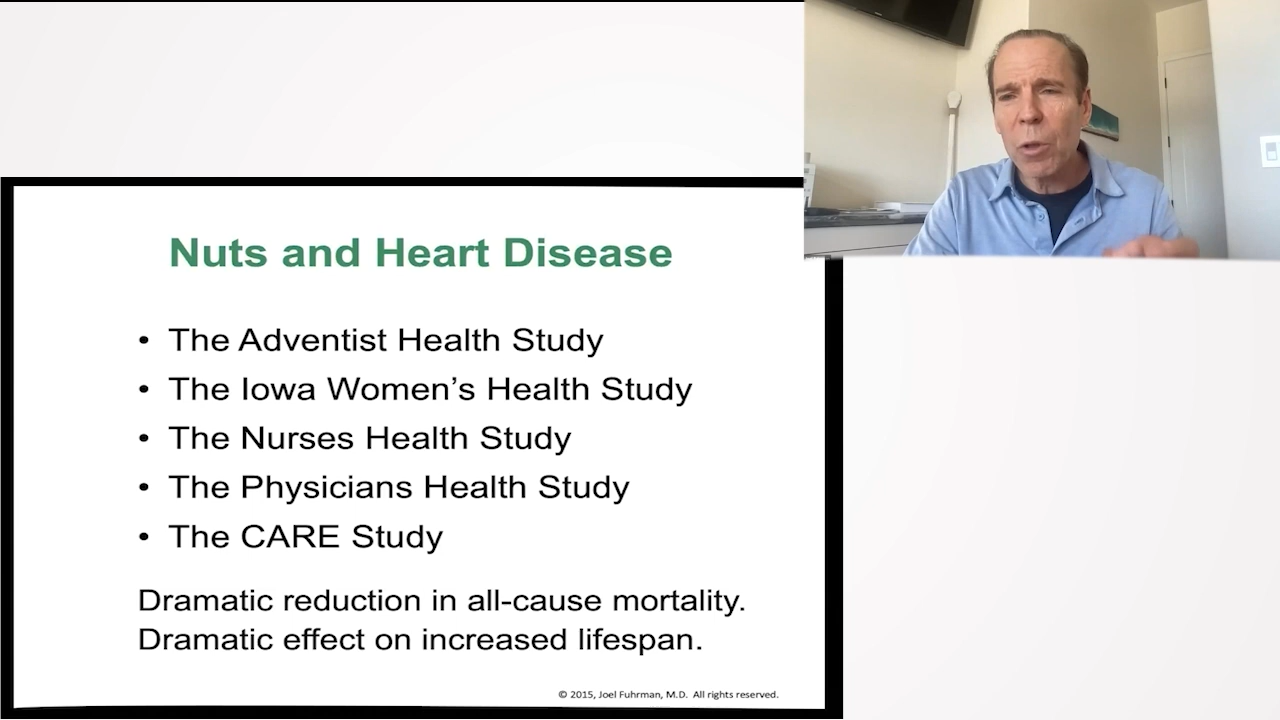 Nuts and Heart Disease
• The Adventist Health Study
• The Iowa Women’s Health Study
• The Nurses Health Study
• The Physicians Health Study
• The CARE Study
Dramatic reduction in all-cause mortality.
Dramatic effect on increased lifespan.
© 2015, Joel Fuhrman, M.D. All rights reserved.